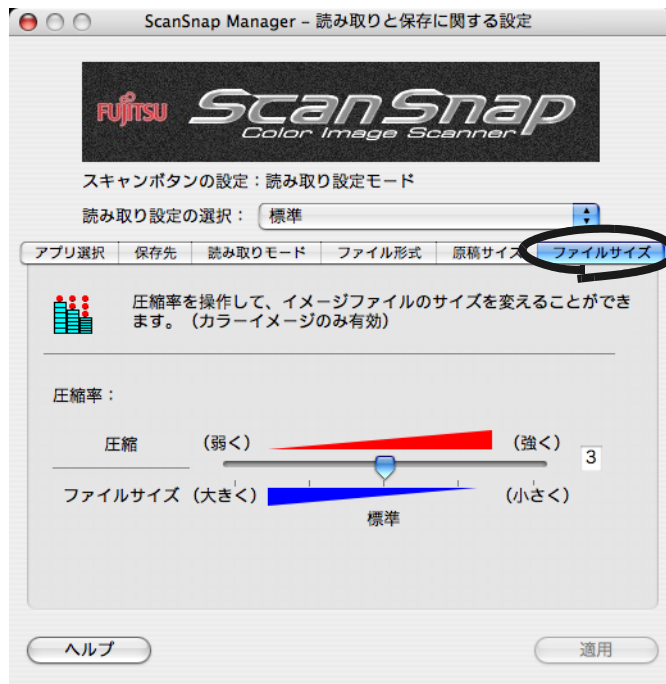 ScanSnap Manager – 読み取りと保存に関する設定
FUJITSU ScanSnap
Color Image Scanner
スキャンボタンの設定：読み取り設定モード
読み取り設定の選択： 標準
アプリ選択 保存先 読み取りモード ファイル形式 原稿サイズ ファイルサイズ
圧縮率を操作して、イメージファイルのサイズを変えることができ
ます。（カラーイメージのみ有効）
圧縮率：
圧縮 （弱く） （強く）
3
ファイルサイズ （大きく） （小さく）
標準
ヘルプ 適用